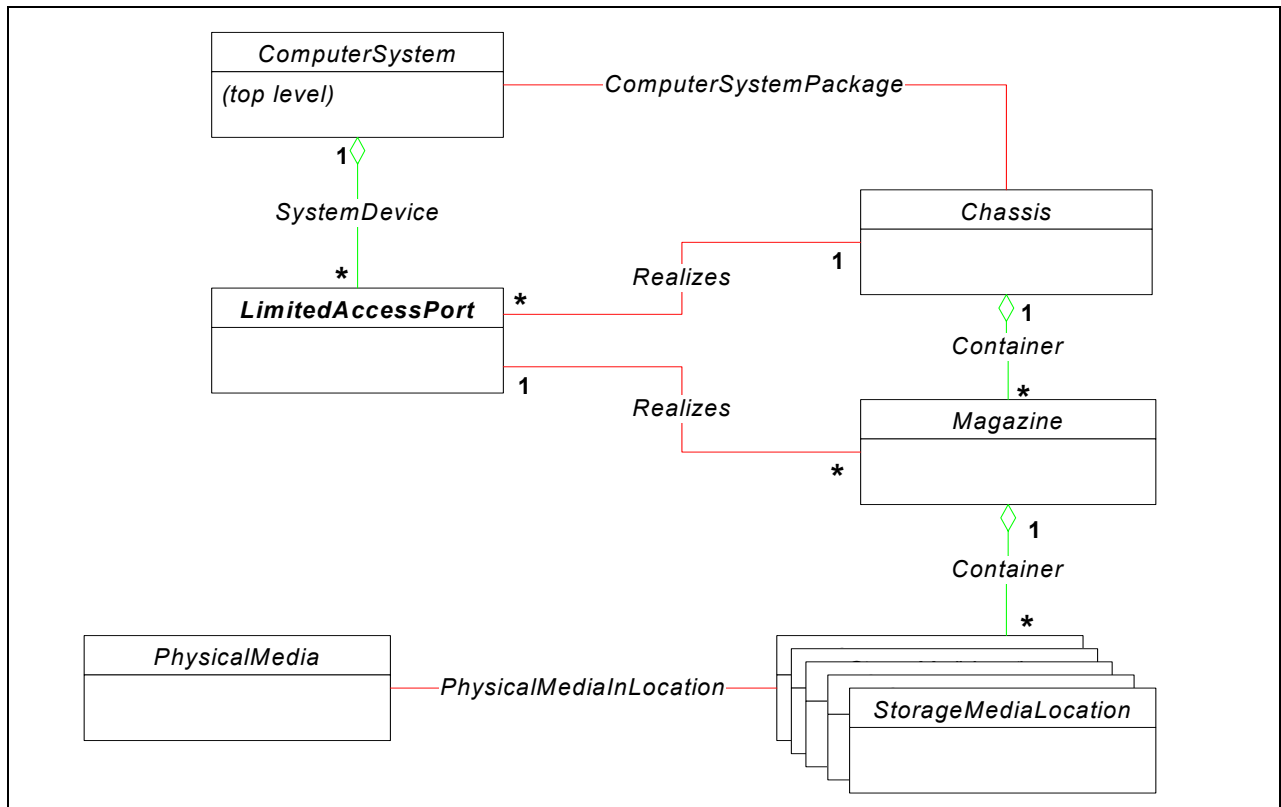 ComputerSystem
(top level)
ComputerSystemPackage
1
SystemDevice
*
Chassis
1
Realizes
*
LimitedAccessPort
1
Container
*
1
Realizes
*
Magazine
1
Container
*
PhysicalMedia
PhysicalMediaInLocation
StorageMediaLocation